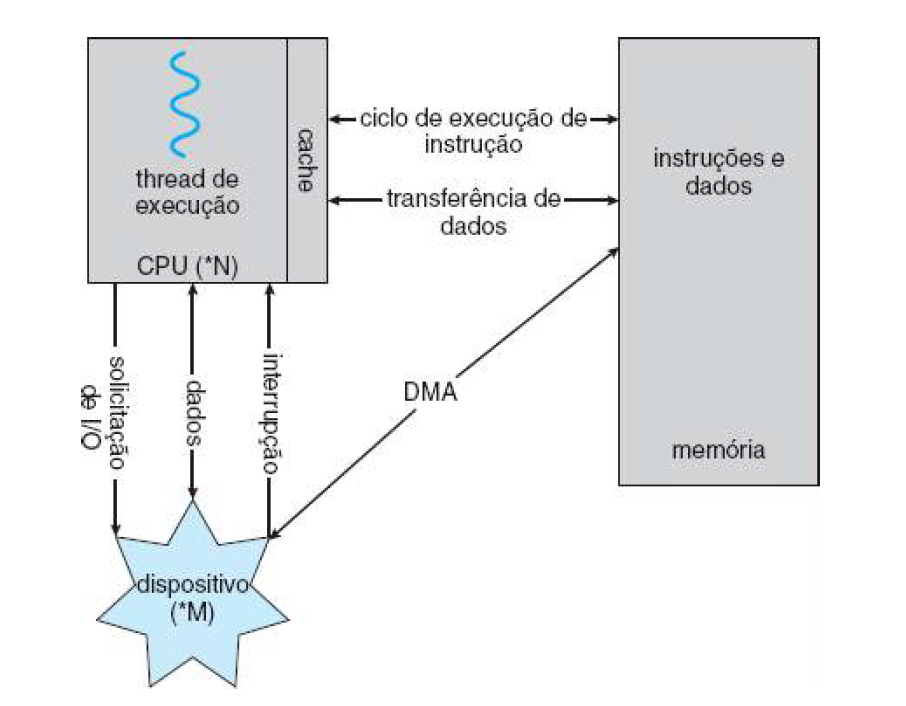 thread de
execução
CPU (*N)
cache
ciclo de execução de
instrução
transferência de
dados
instruções e
dados
memória
solicitação
de I/O
dados
interrupção
DMA
dispositivo
(*M)